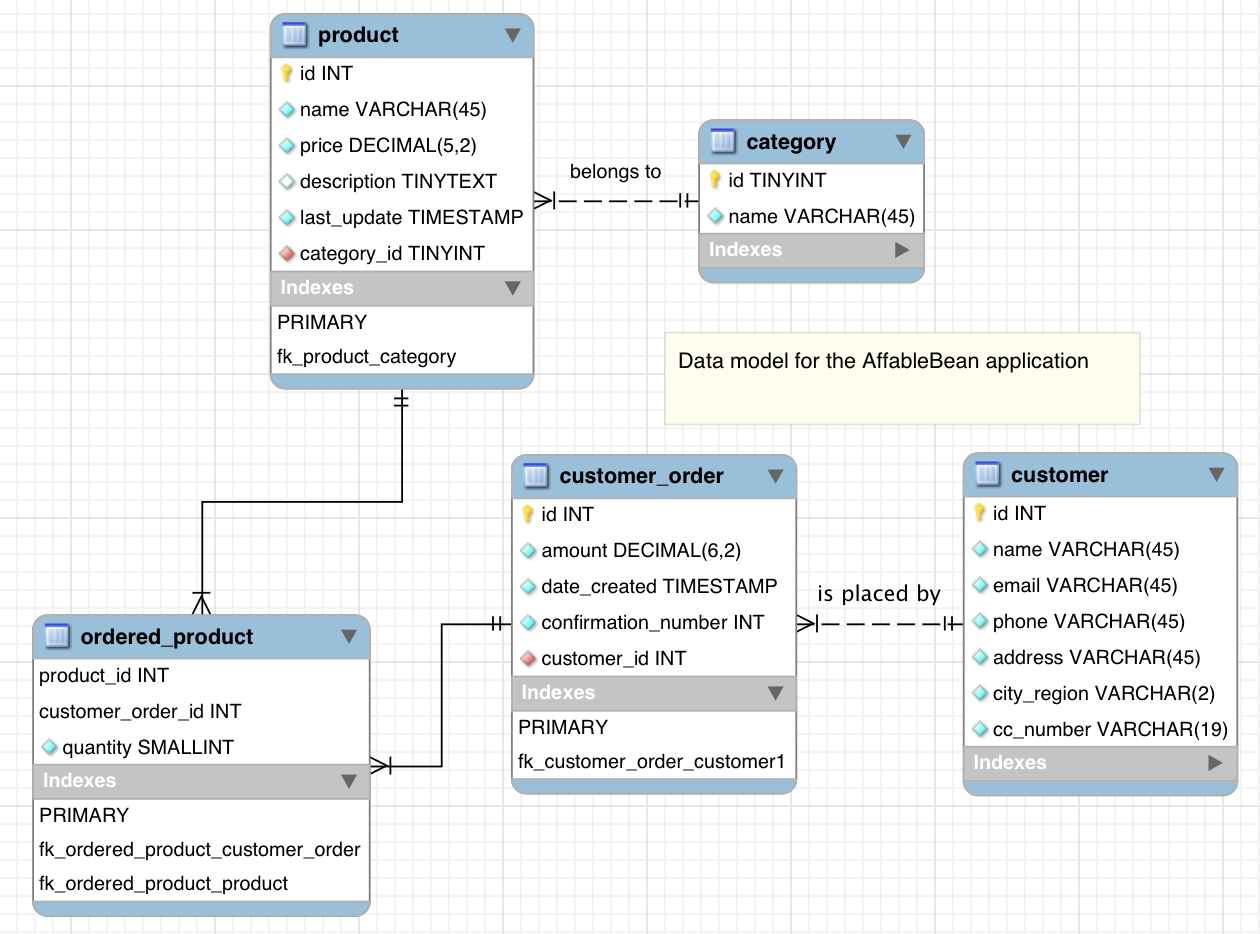 product
id INT
name VARCHAR(45)
price DECIMAL(5,2)
description TINYTEXT
last_update TIMESTAMP
category_id TINYINT
Indexes
PRIMARY
fk_product_category
belongs to
category
id TINYINT
name VARCHAR(45)
Indexes
Data model for the AffableBean application
customer_order
id INT
amount DECIMAL(6,2)
date_created TIMESTAMP
confirmation_number INT
customer_id INT
Indexes
PRIMARY
fk_customer_order_customer1
is placed by
customer
id INT
name VARCHAR(45)
email VARCHAR(45)
phone VARCHAR(45)
address VARCHAR(45)
city_region VARCHAR(2)
cc_number VARCHAR(19)
Indexes
ordered_product
product_id INT
customer_order_id INT
quantity SMALLINT
Indexes
PRIMARY
fk_ordered_product_customer_order
fk_ordered_product_product